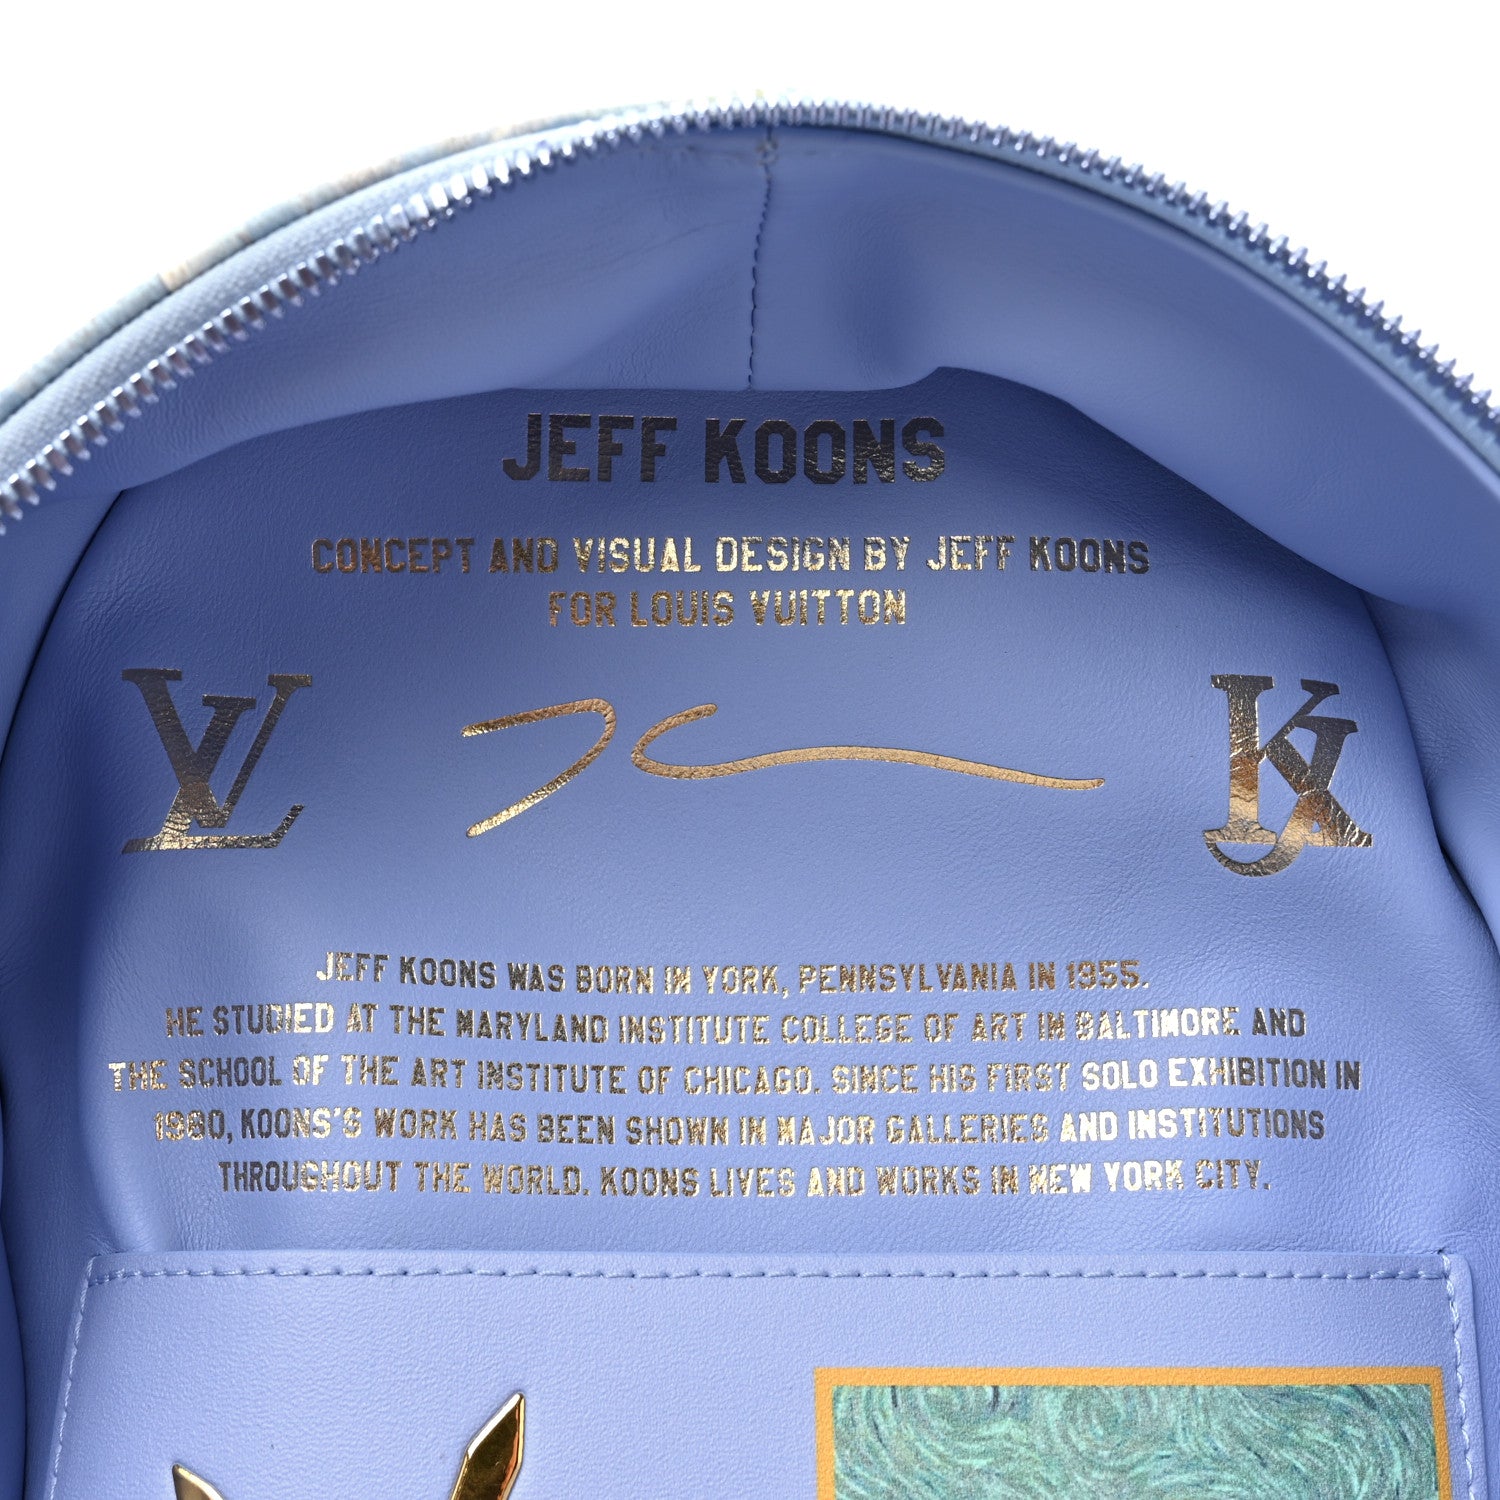 JEFF KOONS
CONCEPT AND VISUAL DESIGN BY JEFF KOONS
FOR LOUIS VUITTON
LV
JK
JEFF KOONS WAS BORN IN YORK, PENNSYLVANIA IN 1955.
HE STUDIED AT THE MARYLAND INSTITUTE COLLEGE OF ART IN BALTIMORE AND
THE SCHOOL OF THE ART INSTITUTE OF CHICAGO. SINCE HIS FIRST SOLO EXHIBITION IN
1980, KOONS'S WORK HAS BEEN SHOWN IN MAJOR GALLERIES AND INSTITUTIONS
THROUGHOUT THE WORLD. KOONS LIVES AND WORKS IN NEW YORK CITY.